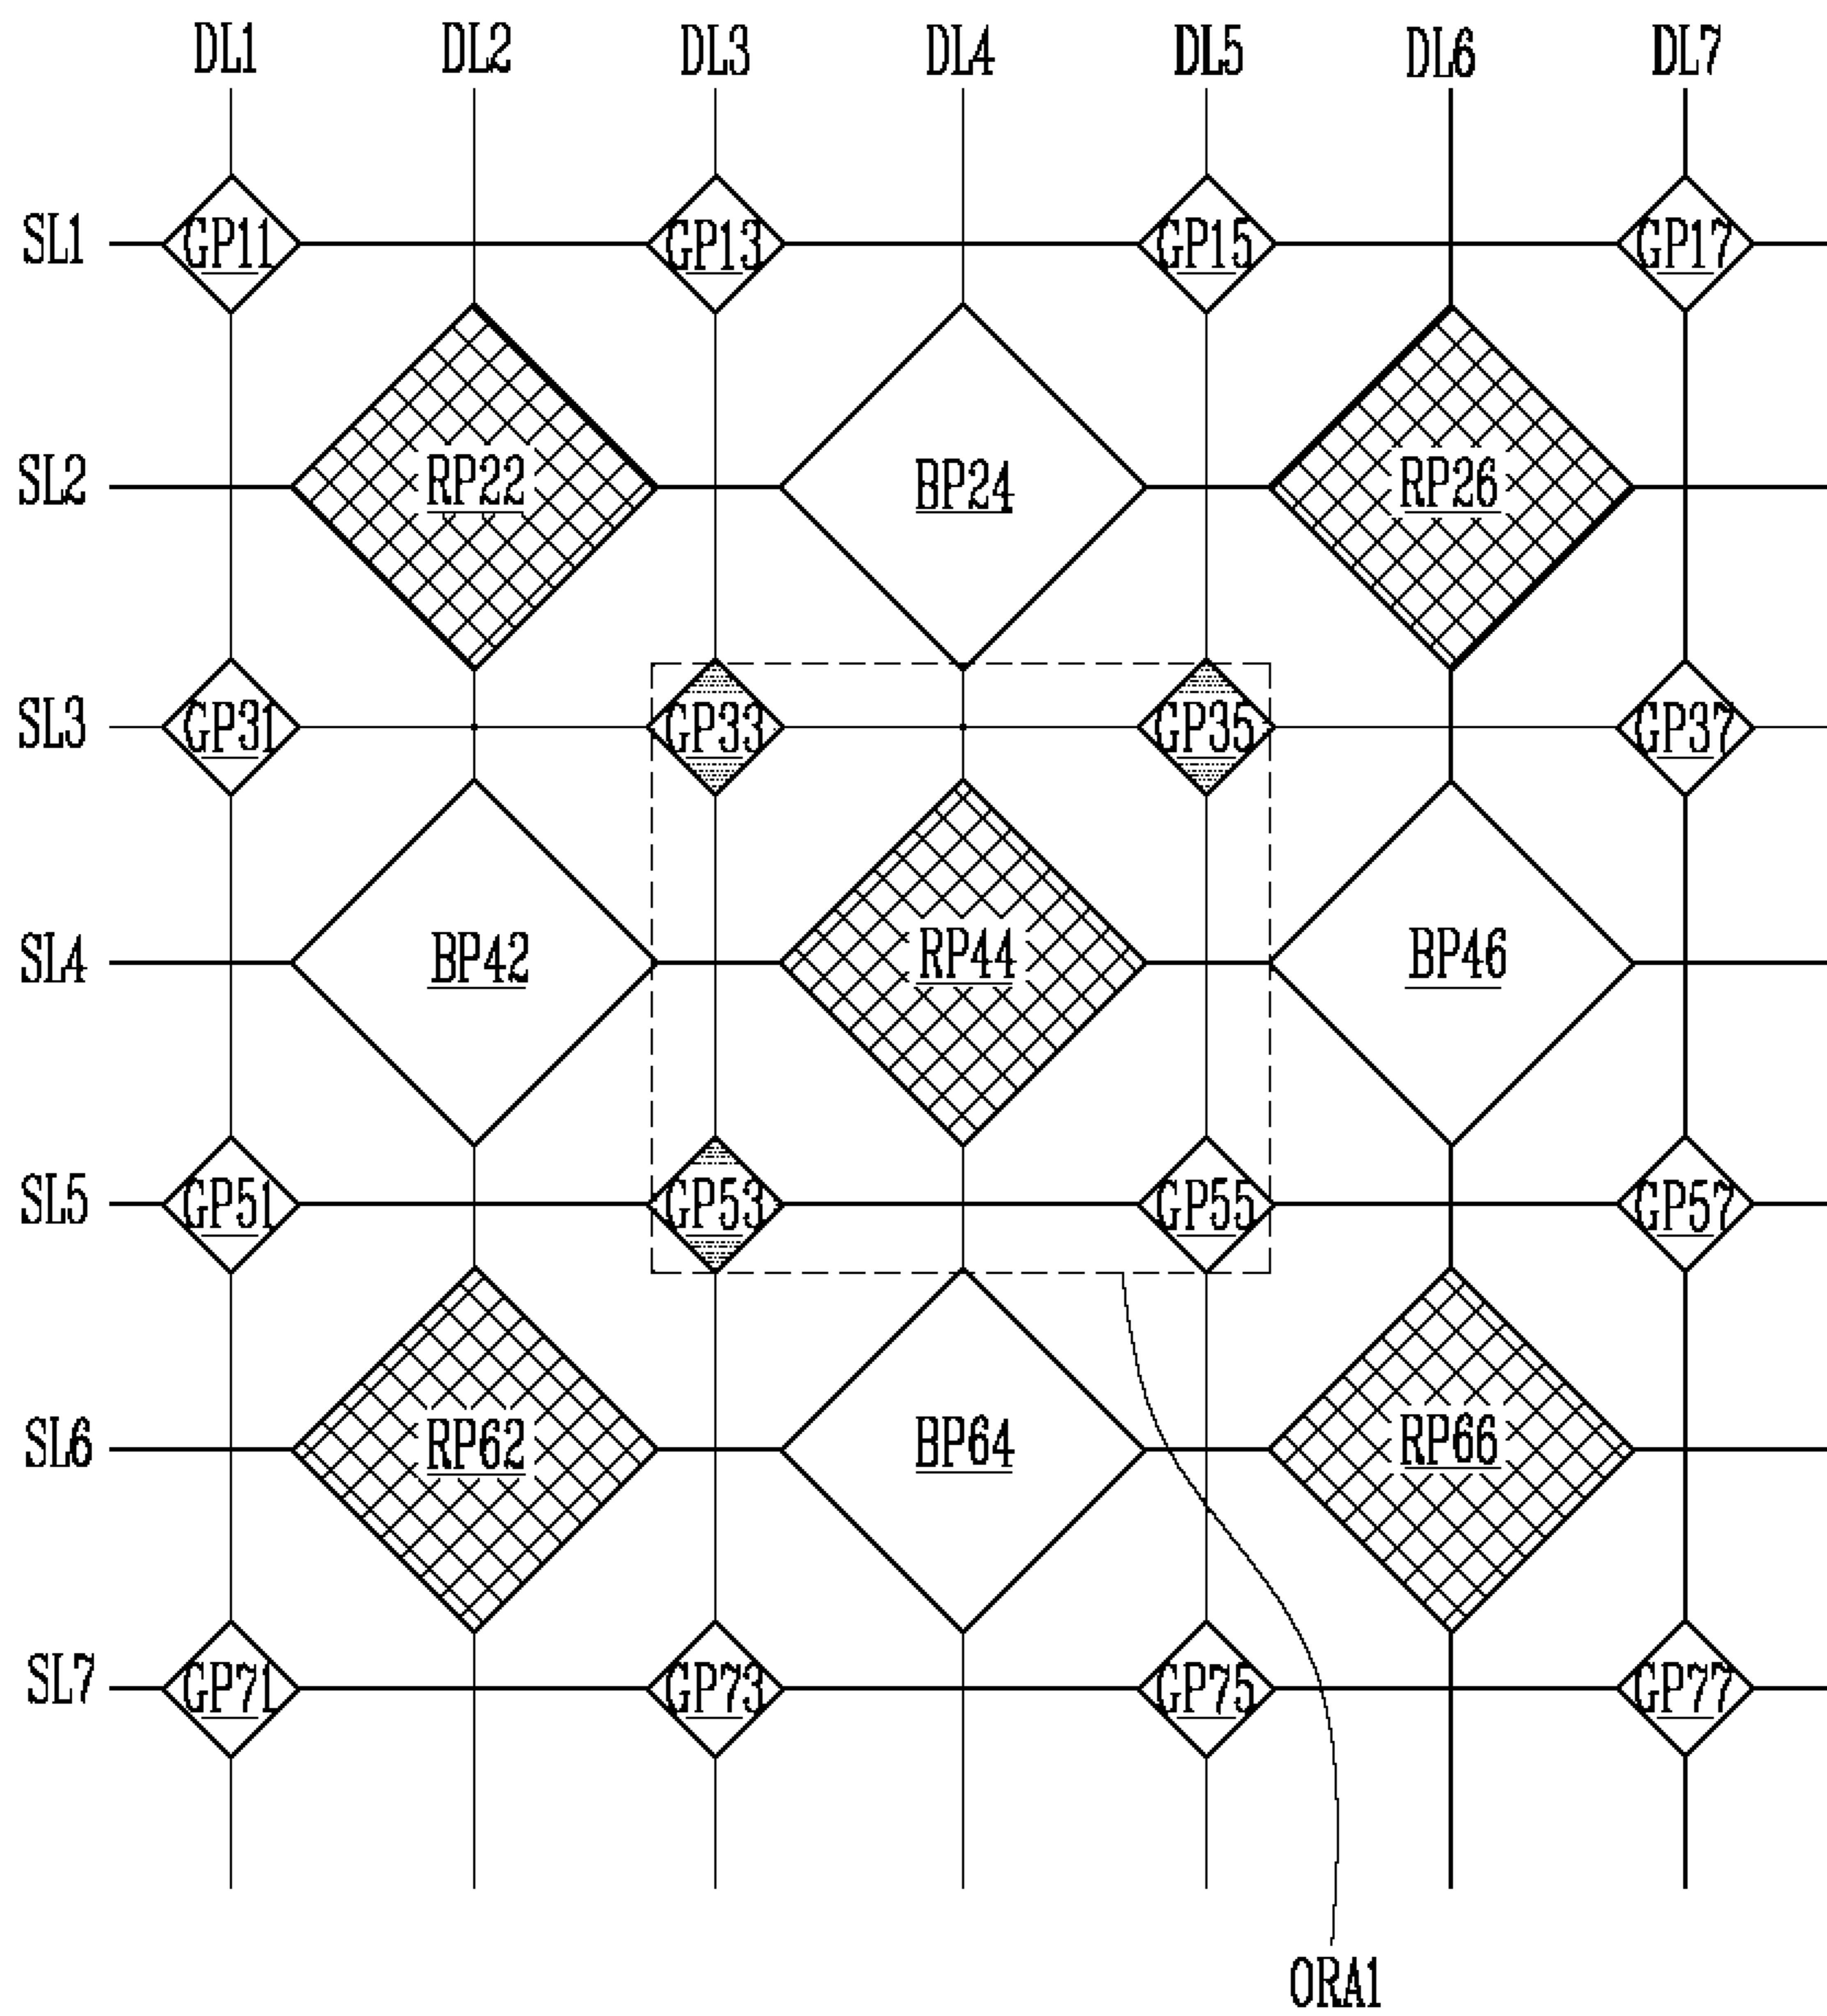 DL1 DL2 DL3 DL4 DL5 DL6 DL7
SL1 GP11 GP13 GP15 GP17
SL2 RP22 BP24 RP26
SL3 GP31 GP33 GP35 GP37
SL4 BP42 RP44 BP46
SL5 GP51 GP53 GP55 GP57
SL6 RP62 BP64 RP66
SL7 GP71 GP73 GP75 GP77
ORA1